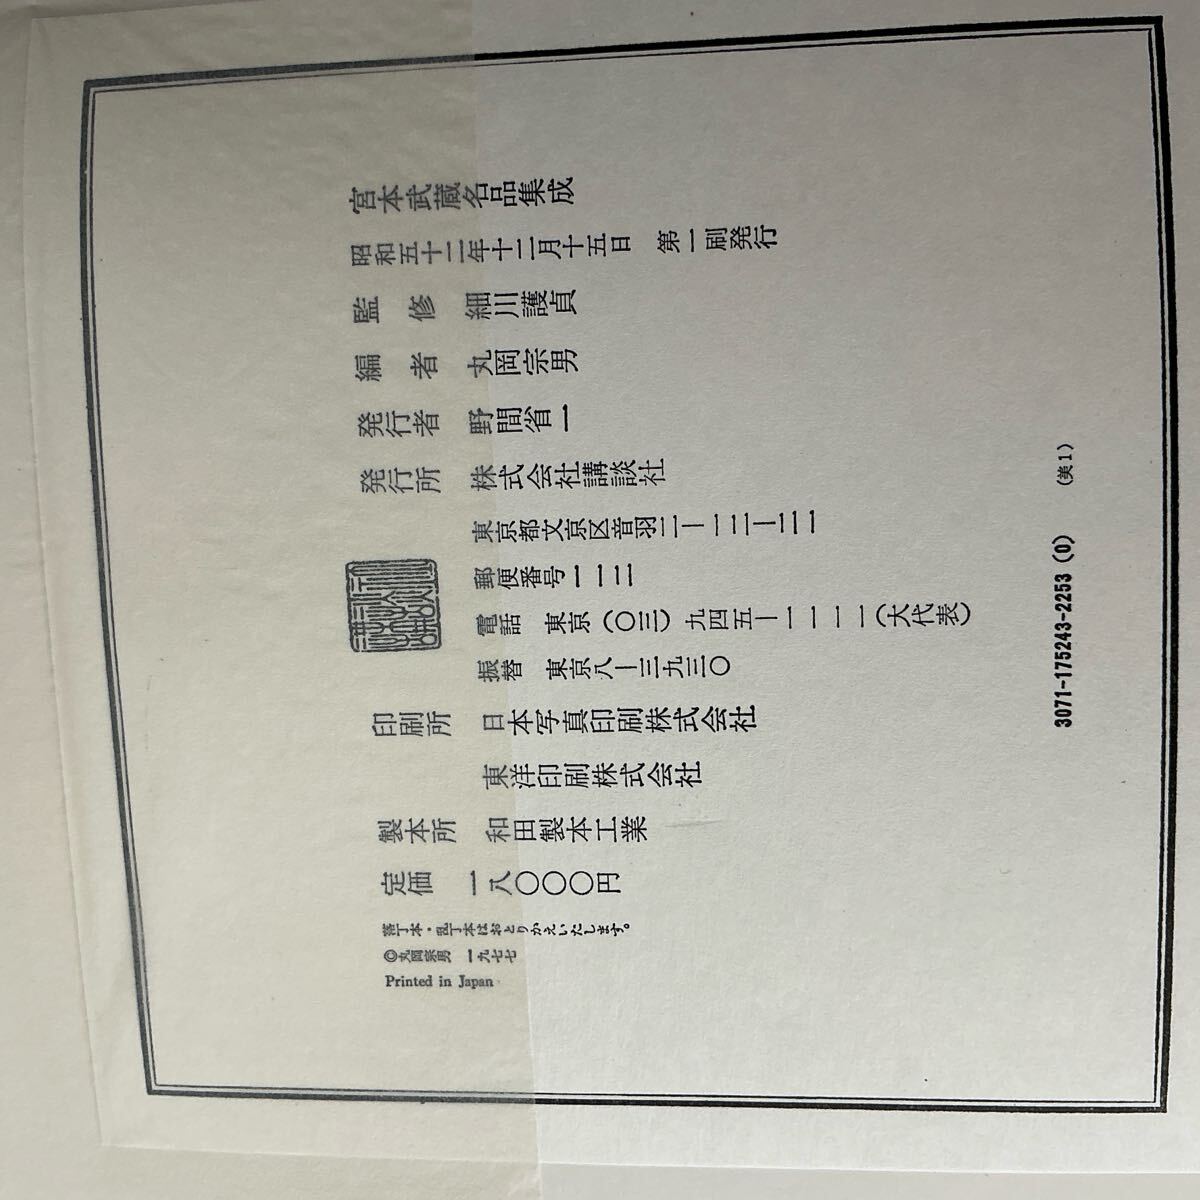 宮本武蔵名品集成
昭和五十二年十二月十五日　第一刷発行
監　修　細川護貞
編　者　丸岡宗男
発行者　野間省一
発行所　株式会社講談社
東京都文京区音羽二―一二―二一
郵便番号一一二
電話　東京（〇三）九四五―一一一一（大代表）
振替　東京八―三九三〇
印刷所　日本写真印刷株式会社
東洋印刷株式会社
製本所　和田製本工業
定価　一八〇〇〇円
落丁本・乱丁本はおとりかえいたします。
©丸岡宗男　一九七七
Printed in Japan
3071-175243-2253 (0)　（美1）